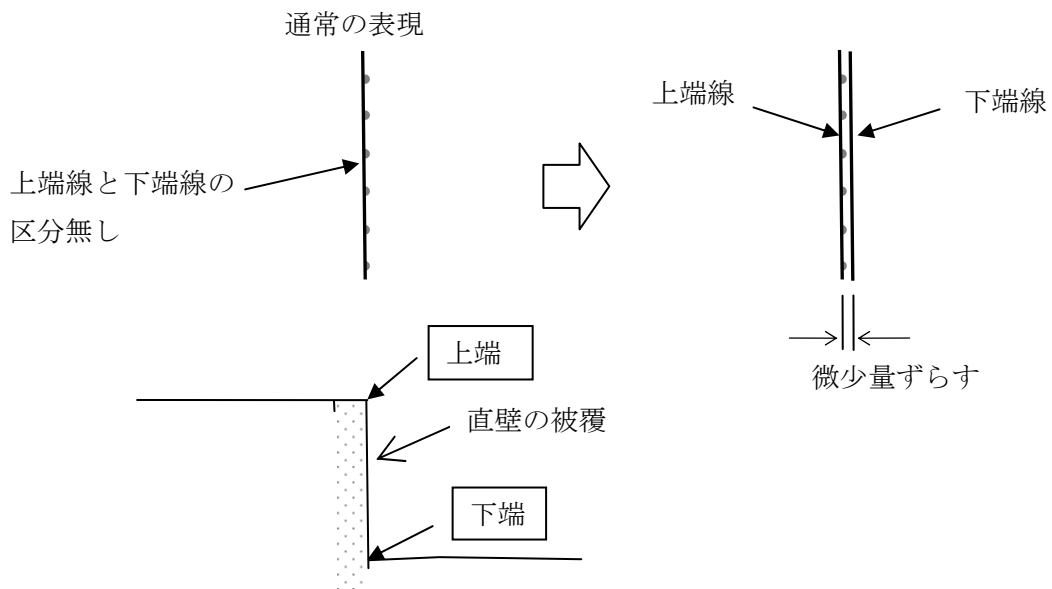 通常の表現
上端線と下端線の
区分無し
上端線
下端線
微少量ずらす
上端
直壁の被覆
下端